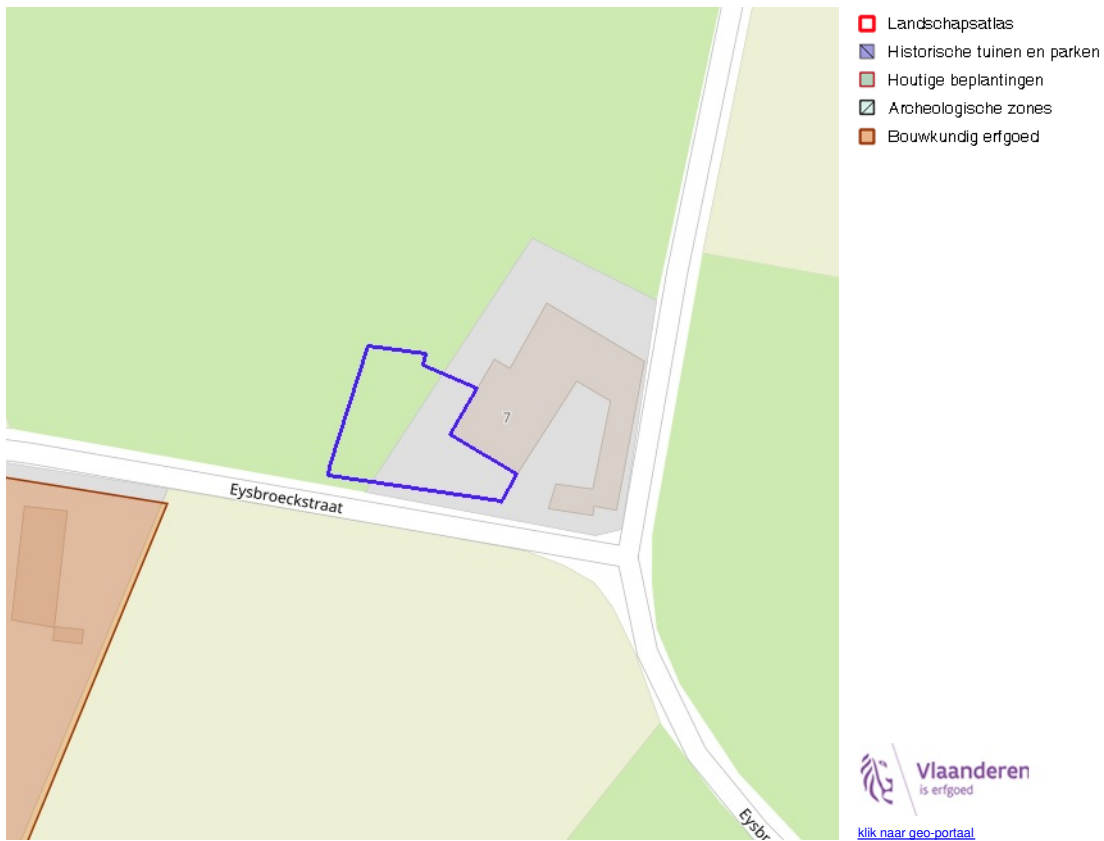 Landschapsatlas
Historische tuinen en parken
Houtige beplantingen
Archeologische zones
Bouwkundig erfgoed
7
Eysbroeckstraat
Eysbr
Vlaanderen
is erfgoed
klik naar geo-portaal